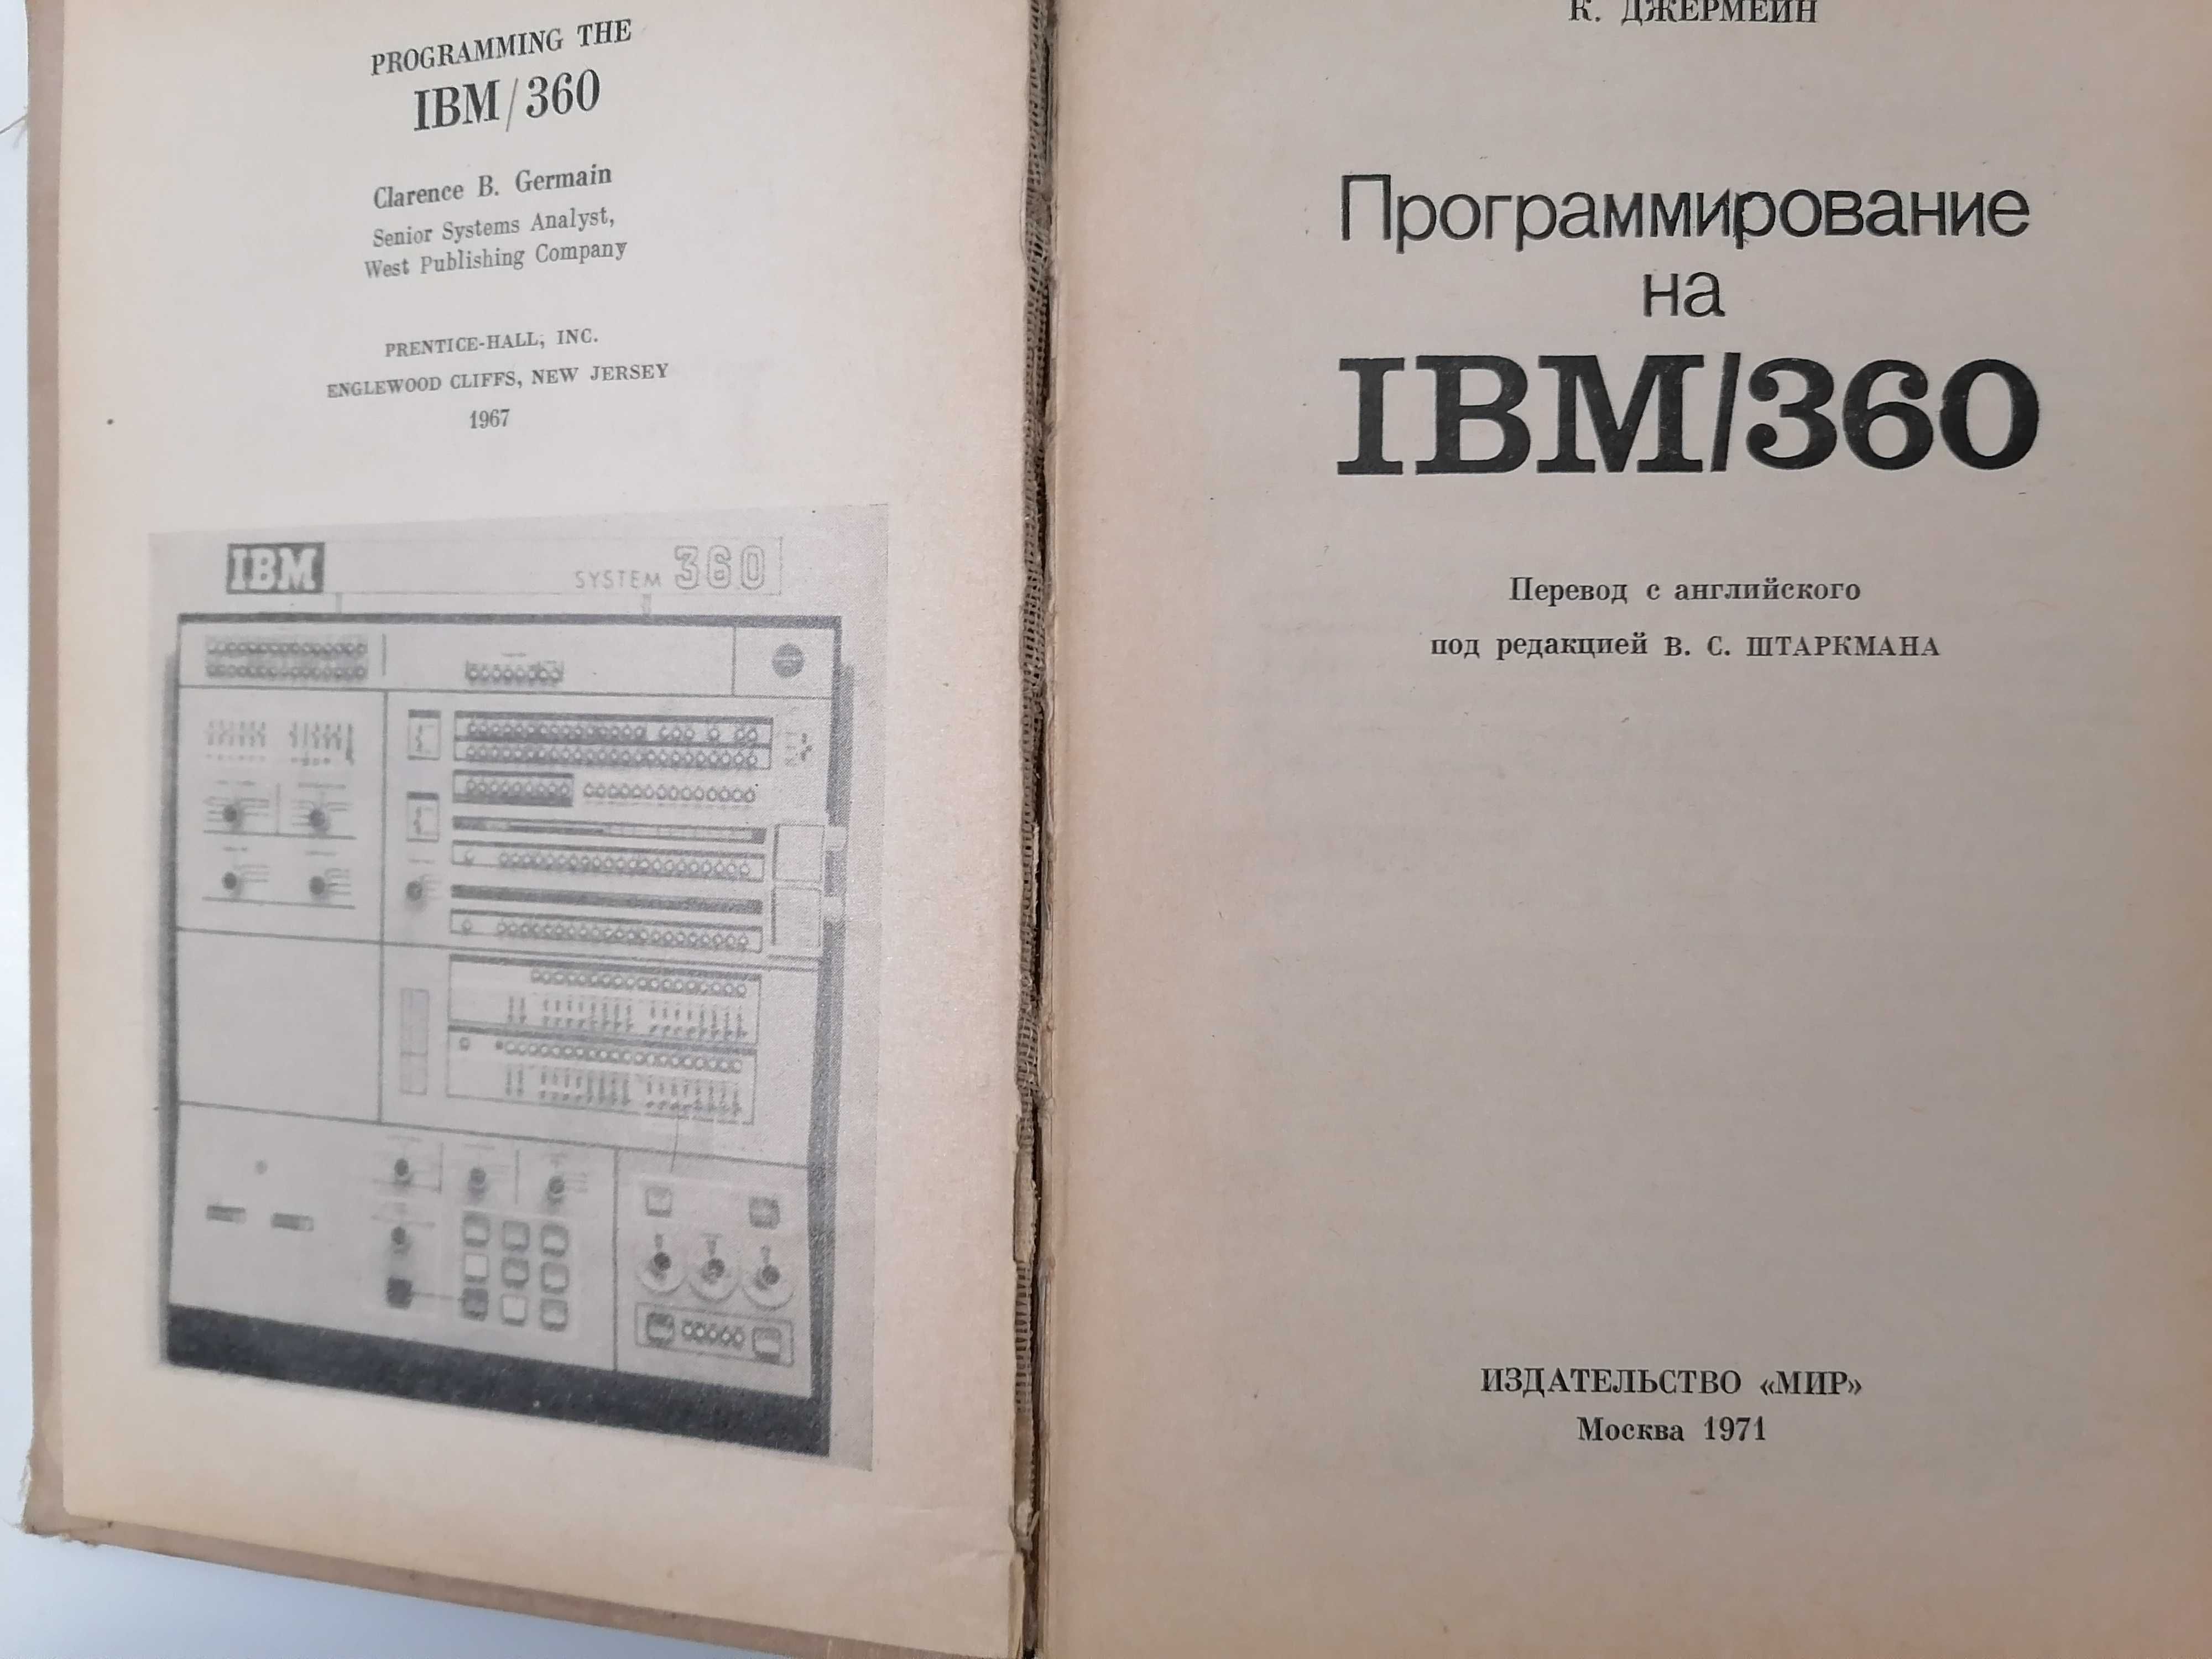 PROGRAMMING THE
IBM/360
Clarence B. Germain
Senior Systems Analyst,
West Publishing Company
PRENTICE-HALL, INC.
ENGLEWOOD CLIFFS, NEW JERSEY
1967
IBM
SYSTEM 360
К. ДЖЕРМЕЙН
Программирование
на
IBM/360
Перевод с английского
под редакцией В. С. ШТАРКМАНА
ИЗДАТЕЛЬСТВО «МИР»
Москва 1971